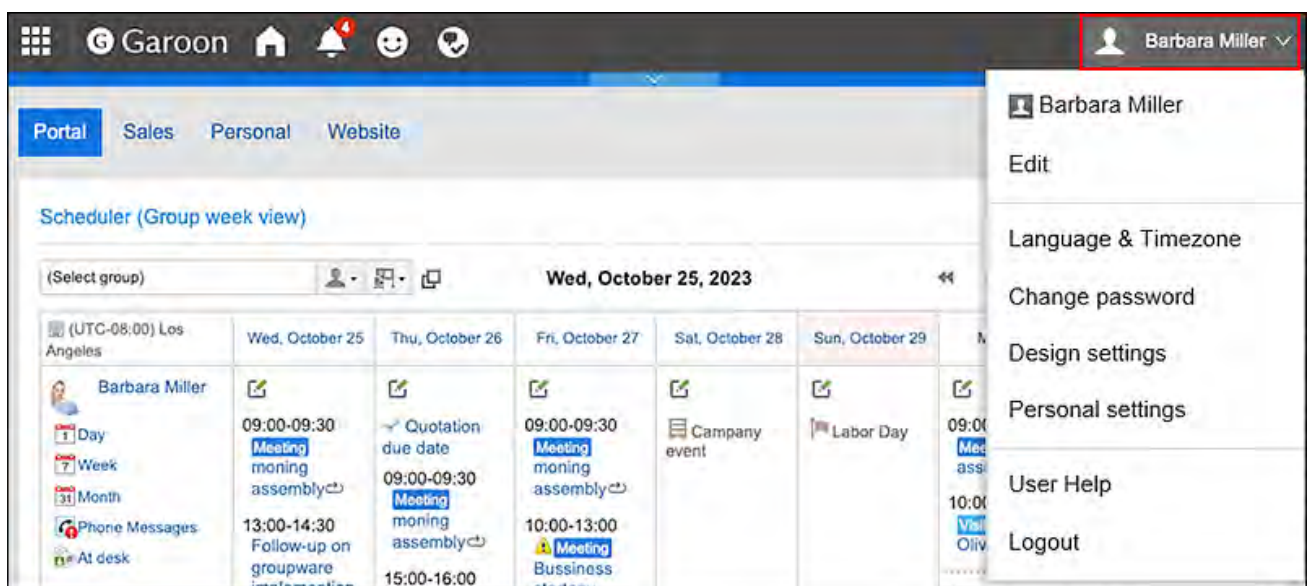 Garoon 4 Barbara Miller
Portal Sales Personal Website
Scheduler (Group week view)
(Select group) Wed, October 25, 2023
(UTC-08:00) Los
Angeles
Wed, October 25
Thu, October 26
Fri, October 27
Sat, October 28
Sun, October 29
Barbara Miller
1 Day
7 Week
31 Month
Phone Messages
At desk
09:00-09:30
Meeting
moning
assembly
13:00-14:30
Follow-up on
groupware
Quotation
due date
09:00-09:30
Meeting
moning
assembly
15:00-16:00
09:00-09:30
Meeting
moning
assembly
10:00-13:00
Meeting
Bussiness
Campany
event
Labor Day
Barbara Miller
Edit
Language & Timezone
Change password
Design settings
Personal settings
User Help
Logout